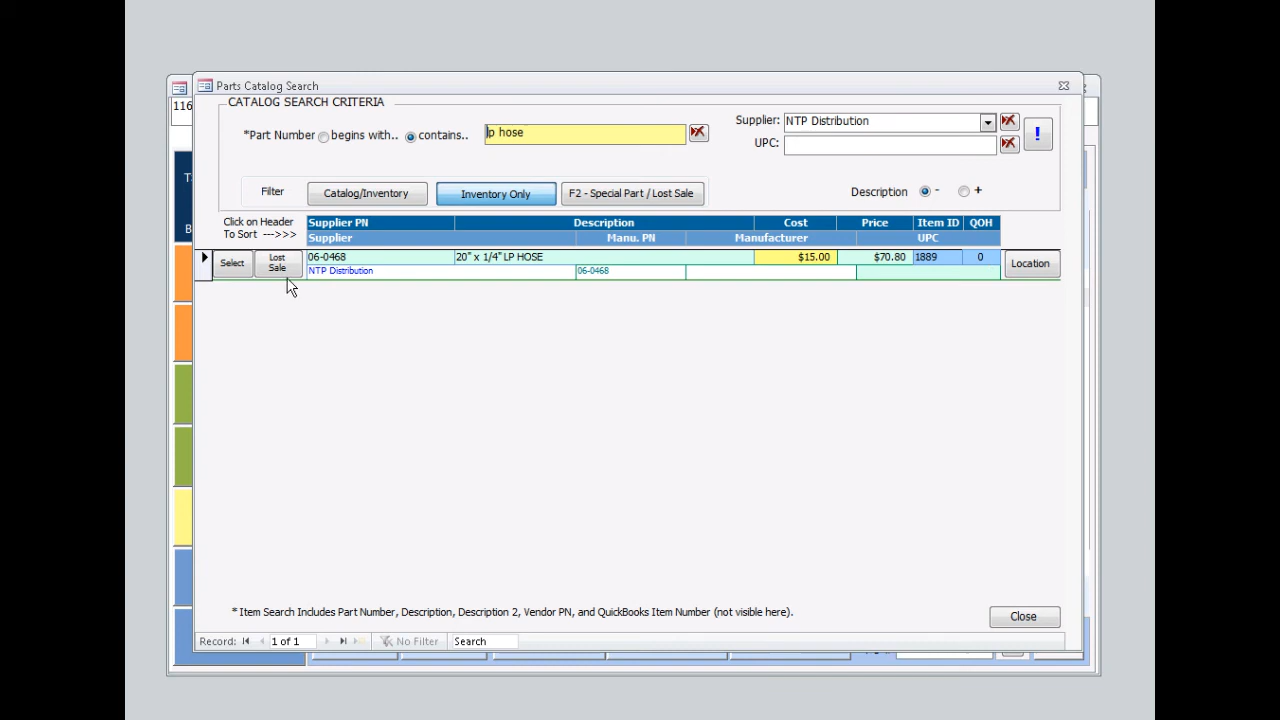 Parts Catalog Search
116
CATALOG SEARCH CRITERIA
*Part Number begins with.. contains.. lp hose
Supplier: NTP Distribution
UPC:
!
Filter Catalog/Inventory Inventory Only F2 - Special Part / Lost Sale Description - +
Click on Header
To Sort --->>>
Supplier PN Description Cost Price Item ID QOH
Supplier Manu. PN Manufacturer UPC
Select Lost Sale 06-0468 20" x 1/4" LP HOSE $15.00 $70.80 1889 0 Location
NTP Distribution 06-0468
* Item Search Includes Part Number, Description, Description 2, Vendor PN, and QuickBooks Item Number (not visible here).
Close
Record: 1 of 1 No Filter Search